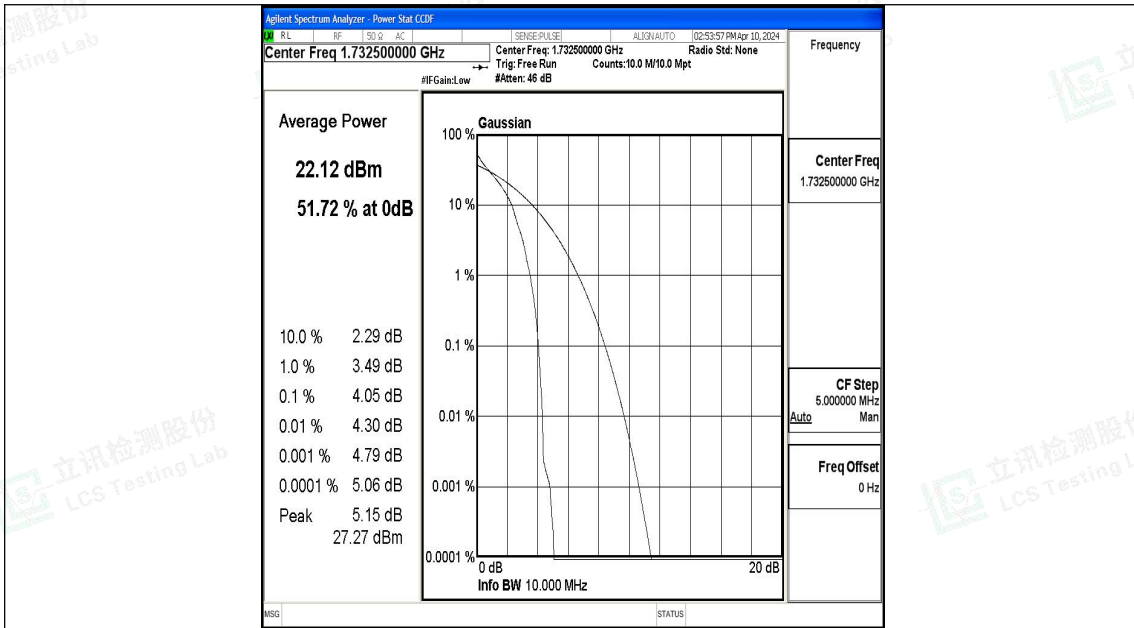 Agilent Spectrum Analyzer - Power Stat CCDF
RL RF 50 Ω AC SENSE:PULSE ALIGN AUTO 02:53:57 PM Apr 10, 2024
Center Freq 1.732500000 GHz
Center Freq: 1.732500000 GHz Radio Std: None
Trig: Free Run Counts:10.0 M/10.0 Mpt
#IFGain:Low #Atten: 46 dB
Average Power
22.12 dBm
51.72 % at 0dB
10.0 % 2.29 dB
1.0 % 3.49 dB
0.1 % 4.05 dB
0.01 % 4.30 dB
0.001 % 4.79 dB
0.0001 % 5.06 dB
Peak 5.15 dB
27.27 dBm
Gaussian
100 %
10 %
1 %
0.1 %
0.01 %
0.001 %
0.0001 %
0 dB 20 dB
Info BW 10.000 MHz
Frequency
Center Freq
1.732500000 GHz
CF Step
5.000000 MHz
Auto Man
Freq Offset
0 Hz
MSG STATUS
立讯检测股份
LCS Testing Lab
立讯检测股份
LCS Testing L